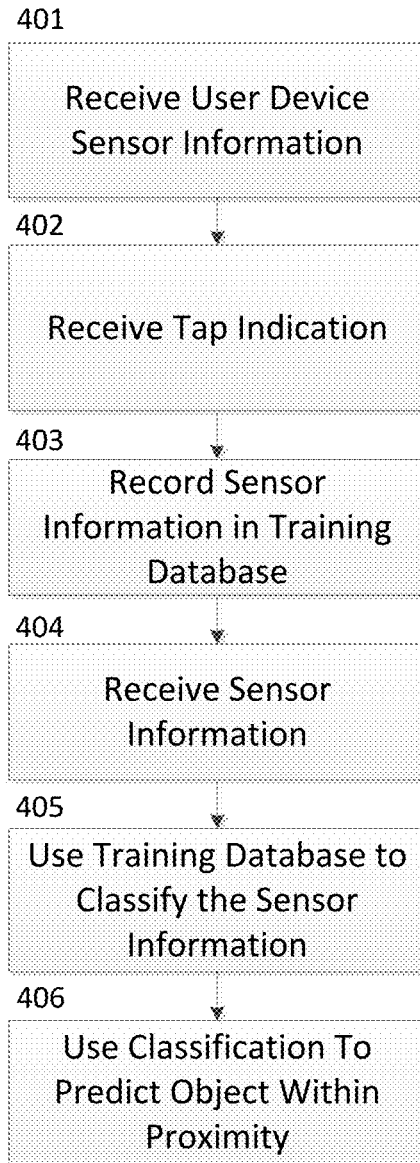 401
Receive User Device
Sensor Information
402
Receive Tap Indication
403
Record Sensor
Information in Training
Database
404
Receive Sensor
Information
405
Use Training Database to
Classify the Sensor
Information
406
Use Classification To
Predict Object Within
Proximity